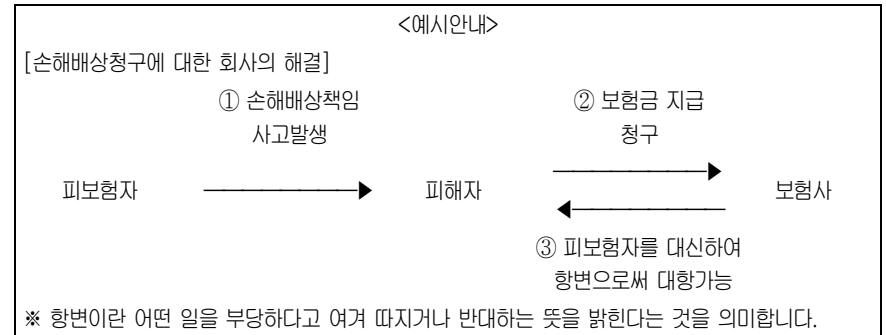 <예시안내>
[손해배상청구에 대한 회사의 해결]
① 손해배상책임
사고발생
② 보험금 지급
청구
피보험자
피해자
보험사
③ 피보험자를 대신하여
항변으로써 대항가능
※ 항변이란 어떤 일을 부당하다고 여겨 따지거나 반대하는 뜻을 밝힌다는 것을 의미합니다.